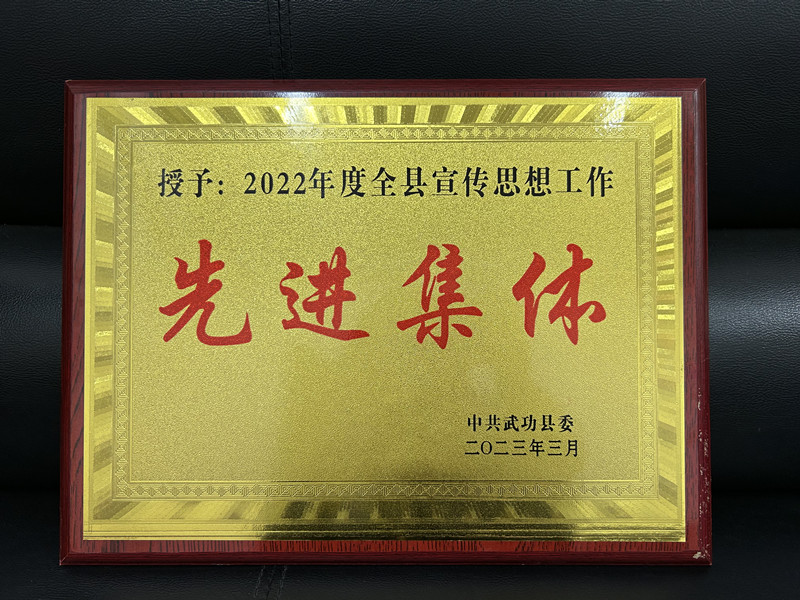 授予：2022年度全县宣传思想工作
先进集体
中共武功县委
二〇二三年三月